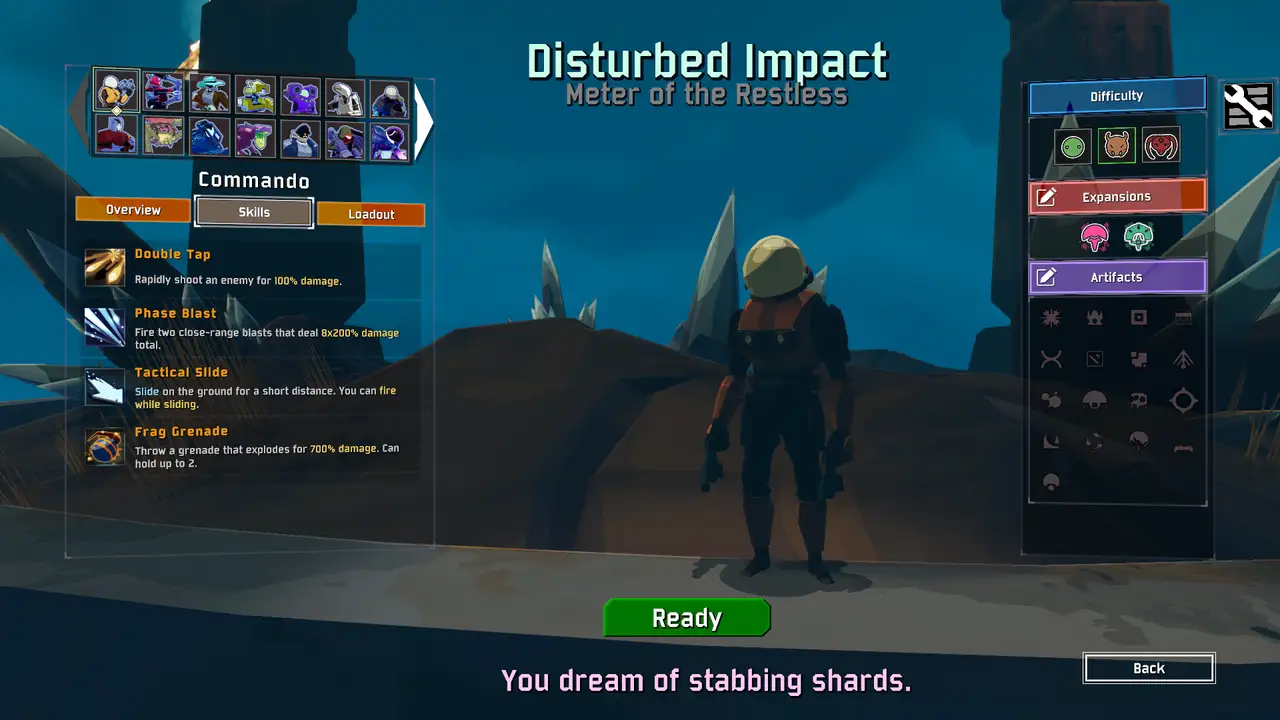 Disturbed Impact
Meter of the Restless
Commando
Overview
Skills
Loadout
Double Tap
Rapidly shoot an enemy for 100% damage.
Phase Blast
Fire two close-range blasts that deal 8x200% damage
total.
Tactical Slide
Slide on the ground for a short distance. You can fire
while sliding.
Frag Grenade
Throw a grenade that explodes for 700% damage. Can
hold up to 2.
Difficulty
Expansions
Artifacts
Ready
You dream of stabbing shards.
Back